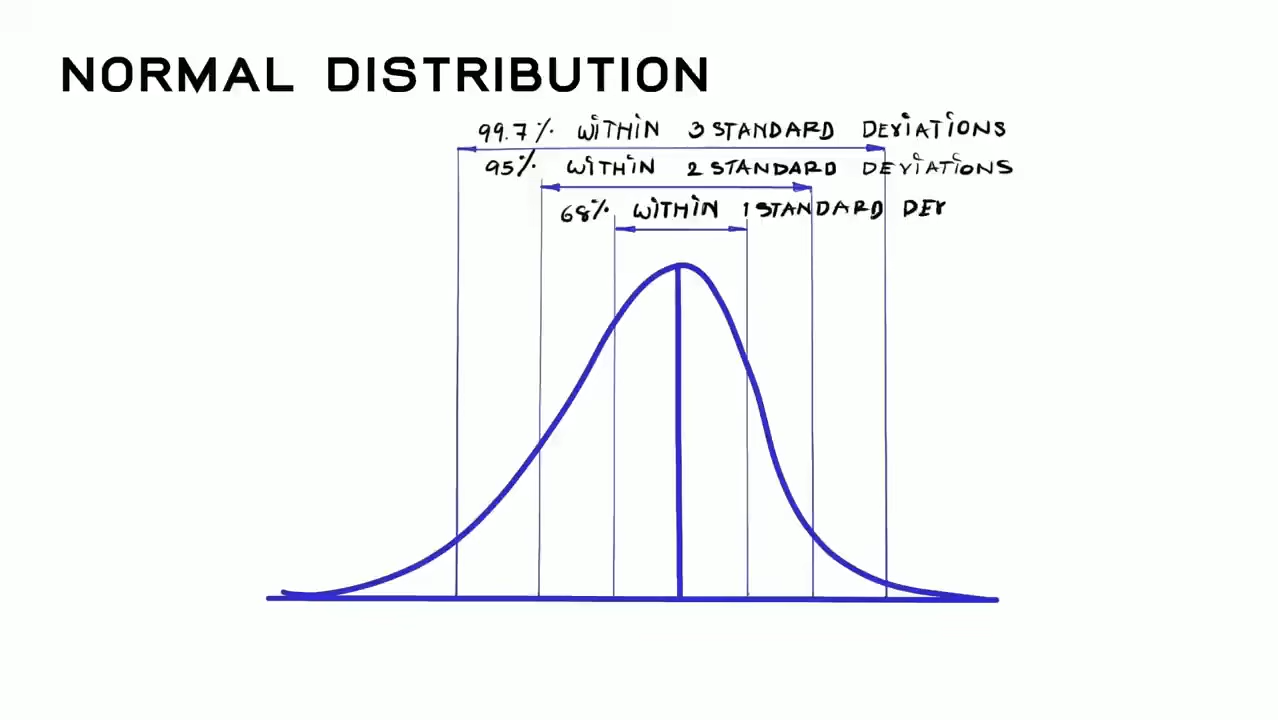 NORMAL DISTRIBUTION
99.7% WITHIN 3 STANDARD DEVIATIONS
95% WITHIN 2 STANDARD DEVIATIONS
68% WITHIN 1 STANDARD DEV